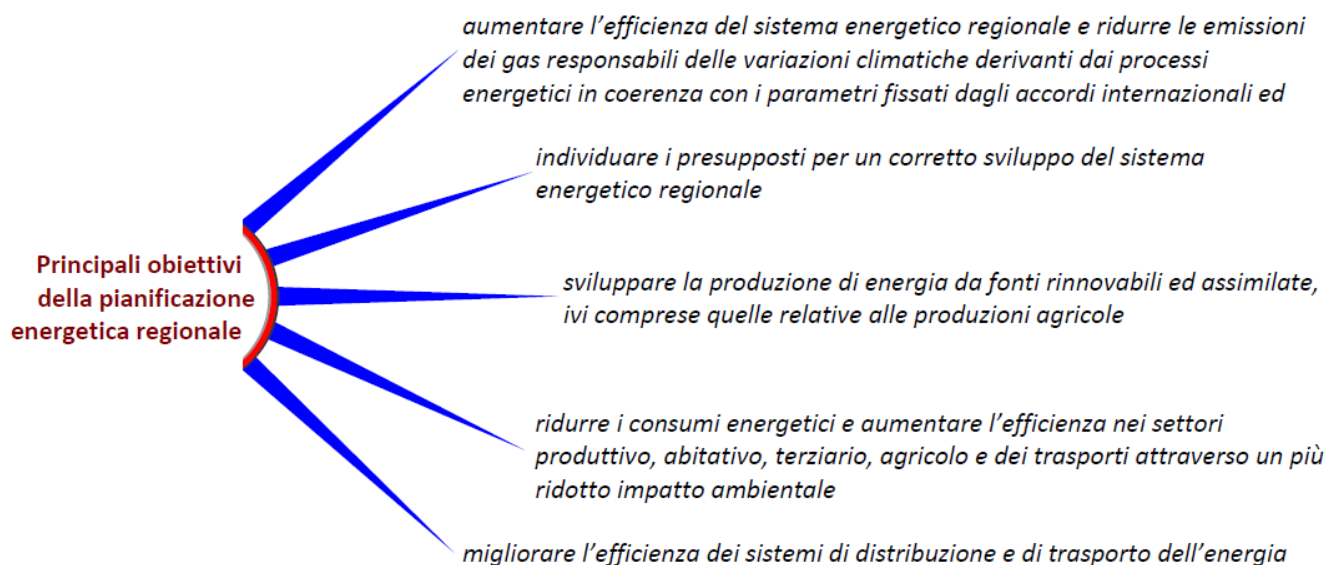 aumentare l'efficienza del sistema energetico regionale e ridurre le emissioni
dei gas responsabili delle variazioni climatiche derivanti dai processi
energetici in coerenza con i parametri fissati dagli accordi internazionali ed
individuare i presupposti per un corretto sviluppo del sistema
energetico regionale
Principali obiettivi
della pianificazione
energetica regionale
sviluppare la produzione di energia da fonti rinnovabili ed assimilate,
ivi comprese quelle relative alle produzioni agricole
ridurre i consumi energetici e aumentare l'efficienza nei settori
produttivo, abitativo, terziario, agricolo e dei trasporti attraverso un più
ridotto impatto ambientale
migliorare l'efficienza dei sistemi di distribuzione e di trasporto dell'energia